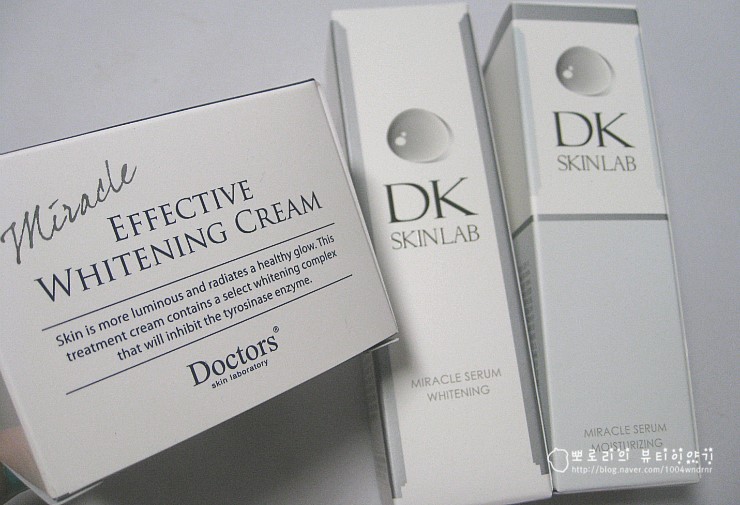 Miracle
EFFECTIVE
WHITENING CREAM
Skin is more luminous and radiates a healthy glow. This
treatment cream contains a select whitening complex
that will inhibit the tyrosinase enzyme.
Doctors®
skin laboratory
DK
SKINLAB
MIRACLE SERUM
WHITENING
DK
SKINLAB
MIRACLE SERUM
MOISTURIZING
뽀로리의 뷰티이야기
http://blog.naver.com/1004wndrnr